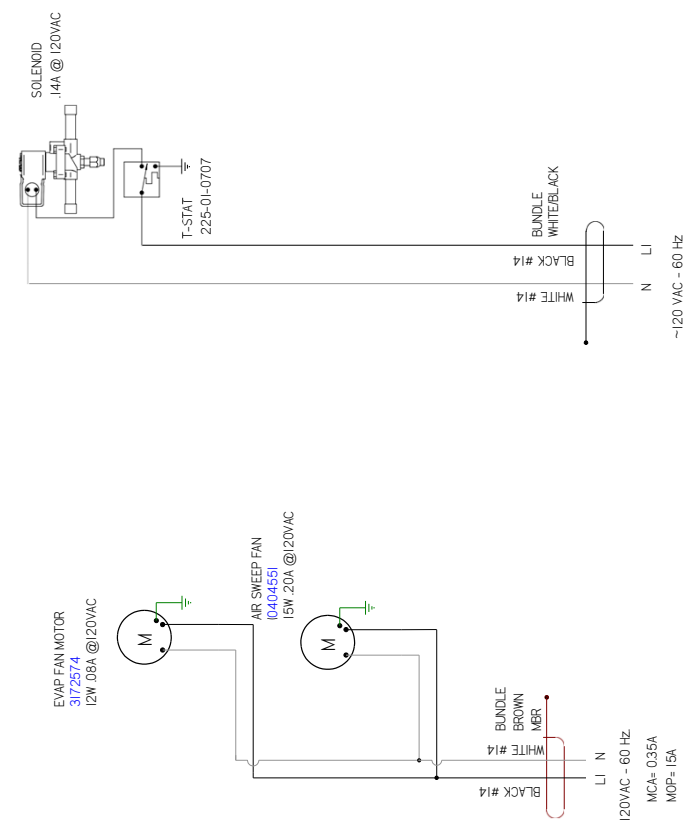 SOLENOID
.14A @ 120VAC
T-STAT
225-01-0707
BUNDLE
WHITE/BLACK
BLACK #14
WHITE #14
L1
N
~120 VAC - 60 Hz
EVAP FAN MOTOR
3172574
12W .08A @120VAC
M
AIR SWEEP FAN
10404551
15W .20A @120VAC
M
BUNDLE
BROWN
MBR
WHITE #14
BLACK #14
N
L1
120VAC - 60 HZ
MCA= 0.35A
MOP= 15A